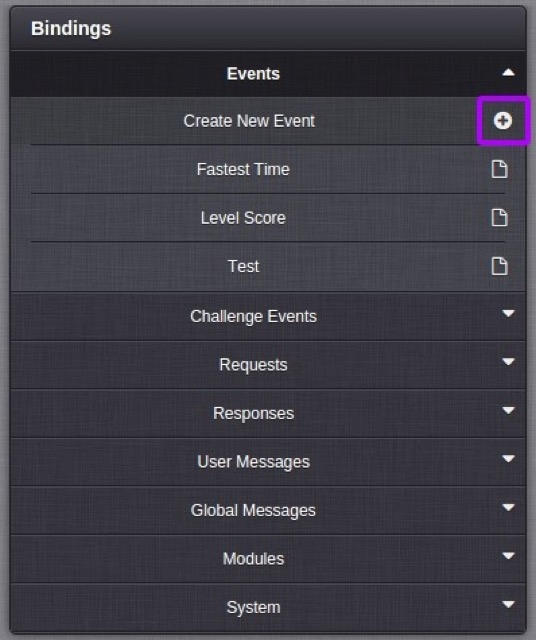 Bindings
Events
Create New Event
Fastest Time
Level Score
Test
Challenge Events
Requests
Responses
User Messages
Global Messages
Modules
System